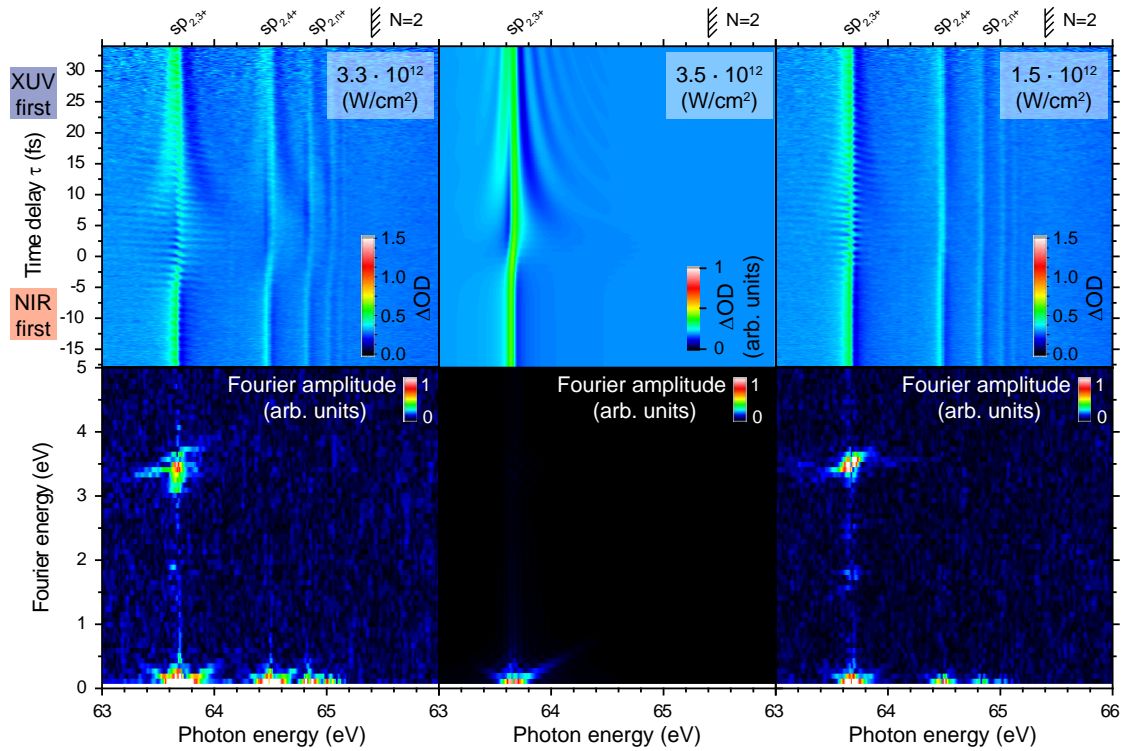 sp2,3+ sp2,4+ sp2,n+ N=2 sp2,3+ N=2 sp2,3+ sp2,4+ sp2,n+ N=2
XUV first
NIR first
Time delay τ (fs)
30
25
20
15
10
5
0
-5
-10
-15
3.3 · 10¹²
(W/cm²)
1.5
1.0
0.5
0.0
ΔOD
3.5 · 10¹²
(W/cm²)
1
0
ΔOD
(arb. units)
1.5 · 10¹²
(W/cm²)
1.5
1.0
0.5
0.0
ΔOD
Fourier energy (eV)
5
4
3
2
1
0
Fourier amplitude
(arb. units)
1
0
Fourier amplitude
(arb. units)
1
0
Fourier amplitude
(arb. units)
1
0
63 64 65 63 64 65 63 64 65 66
Photon energy (eV) Photon energy (eV) Photon energy (eV)